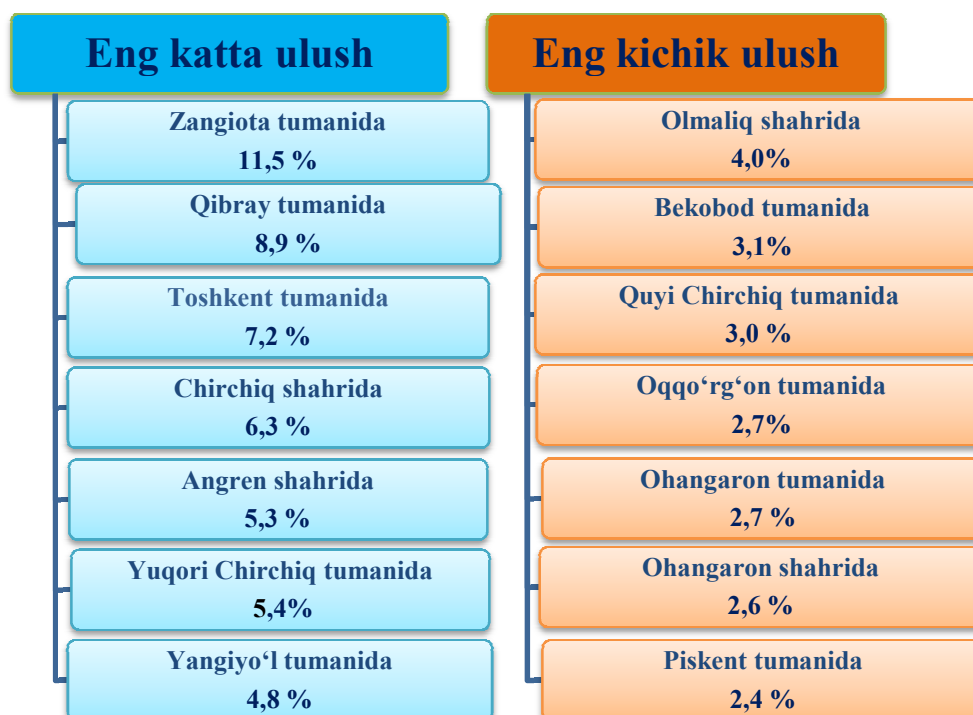 Eng katta ulush
Zangiota tumanida
11,5 %
Qibray tumanida
8,9 %
Toshkent tumanida
7,2 %
Chirchiq shahrida
6,3 %
Angren shahrida
5,3 %
Yuqori Chirchiq tumanida
5,4%
Yangiyo‘l tumanida
4,8 %
Eng kichik ulush
Olmaliq shahrida
4,0%
Bekobod tumanida
3,1%
Quyi Chirchiq tumanida
3,0 %
Oqqo‘rg‘on tumanida
2,7%
Ohangaron tumanida
2,7 %
Ohangaron shahrida
2,6 %
Piskent tumanida
2,4 %